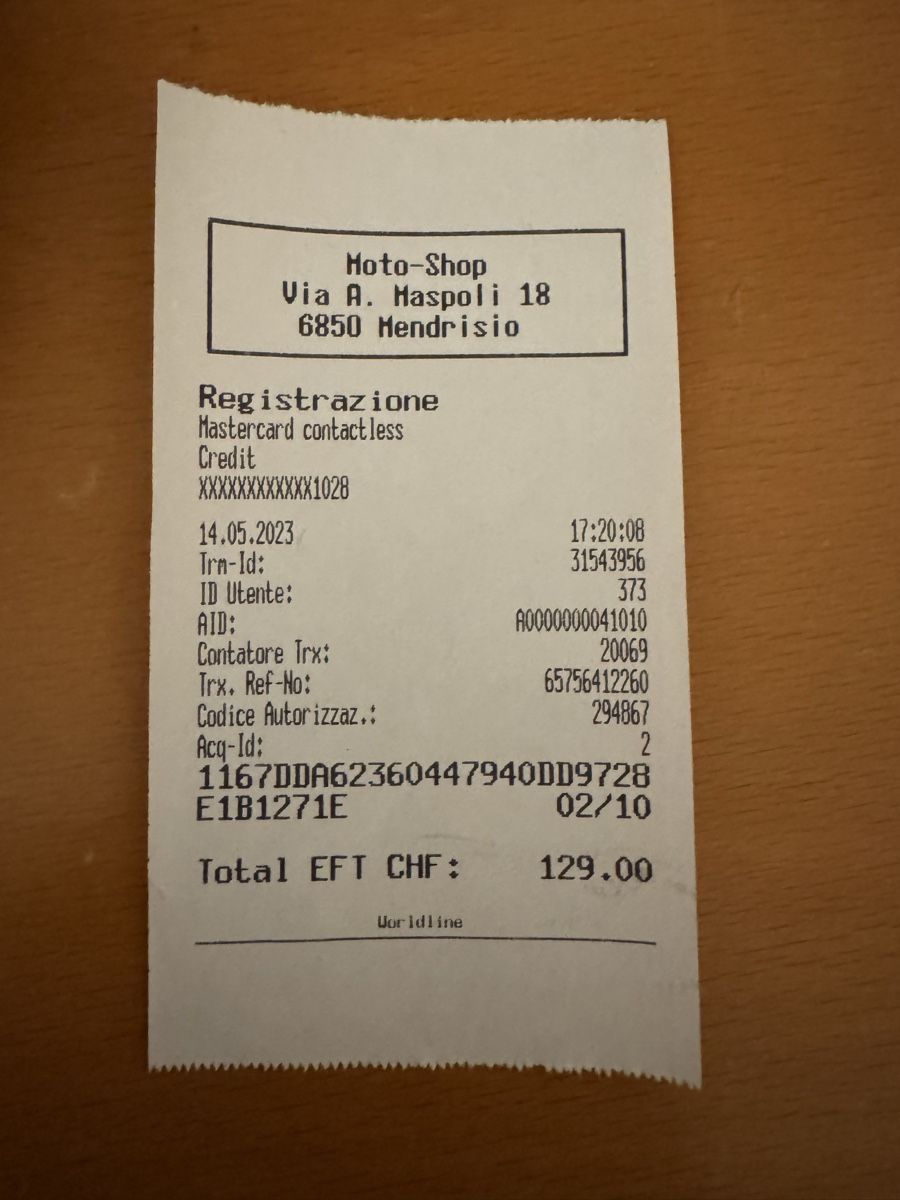 Moto-Shop
Via A. Maspoli 18
6850 Mendrisio
Registrazione
Mastercard contactless
Credit
XXXXXXXXXXXX1028
14.05.2023 17:20:08
Trm-Id: 31543956
ID Utente: 373
AID: A0000000041010
Contatore Trx: 20069
Trx. Ref-No: 65756412260
Codice Autorizzaz.: 294867
Acq-Id: 2
1167DDA62360447940DD9728
E1B1271E 02/10
Total EFT CHF: 129.00
Worldline